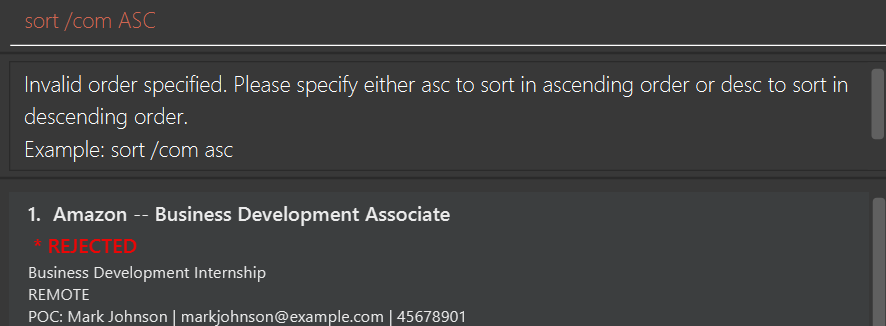 sort /com ASC
Invalid order specified. Please specify either asc to sort in ascending order or desc to sort in
descending order.
Example: sort /com asc
1. Amazon -- Business Development Associate
* REJECTED
Business Development Internship
REMOTE
POC: Mark Johnson | markjohnson@example.com | 45678901